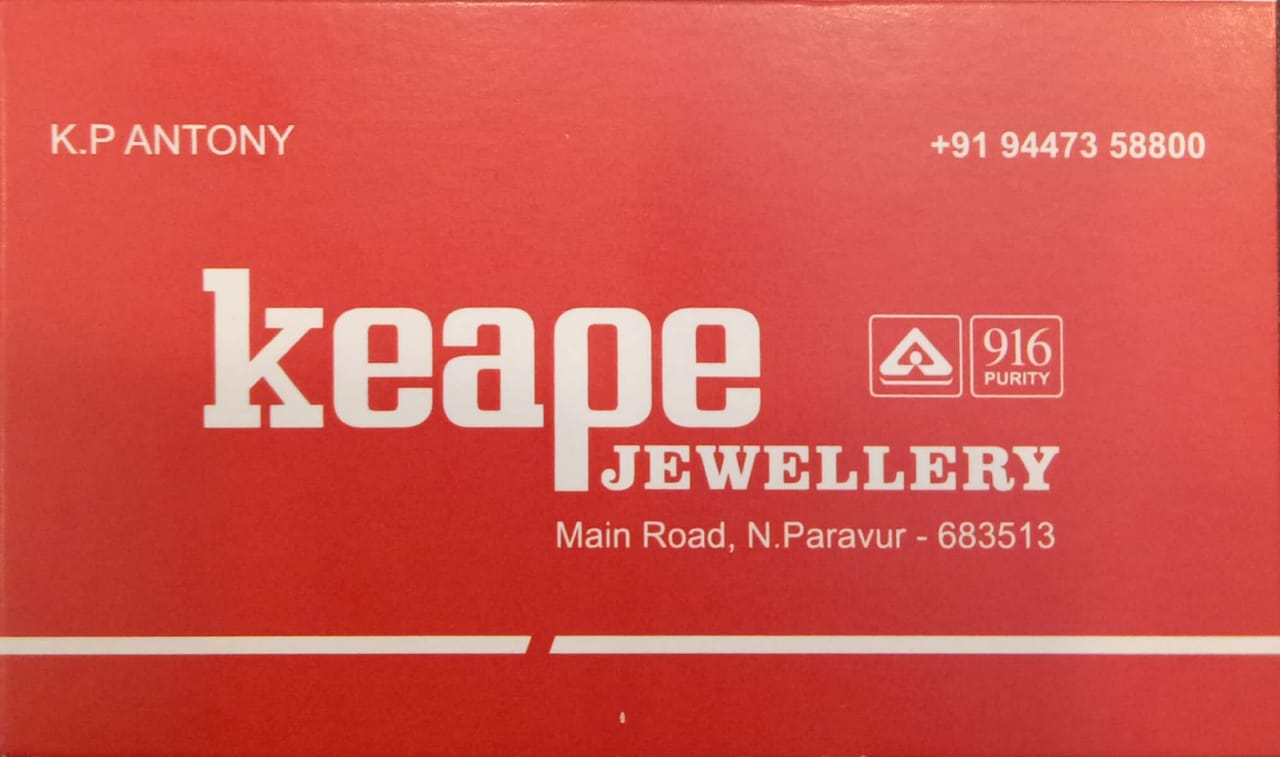 K.P ANTONY
+91 94473 58800
keape
916
PURITY
JEWELLERY
Main Road, N.Paravur - 683513